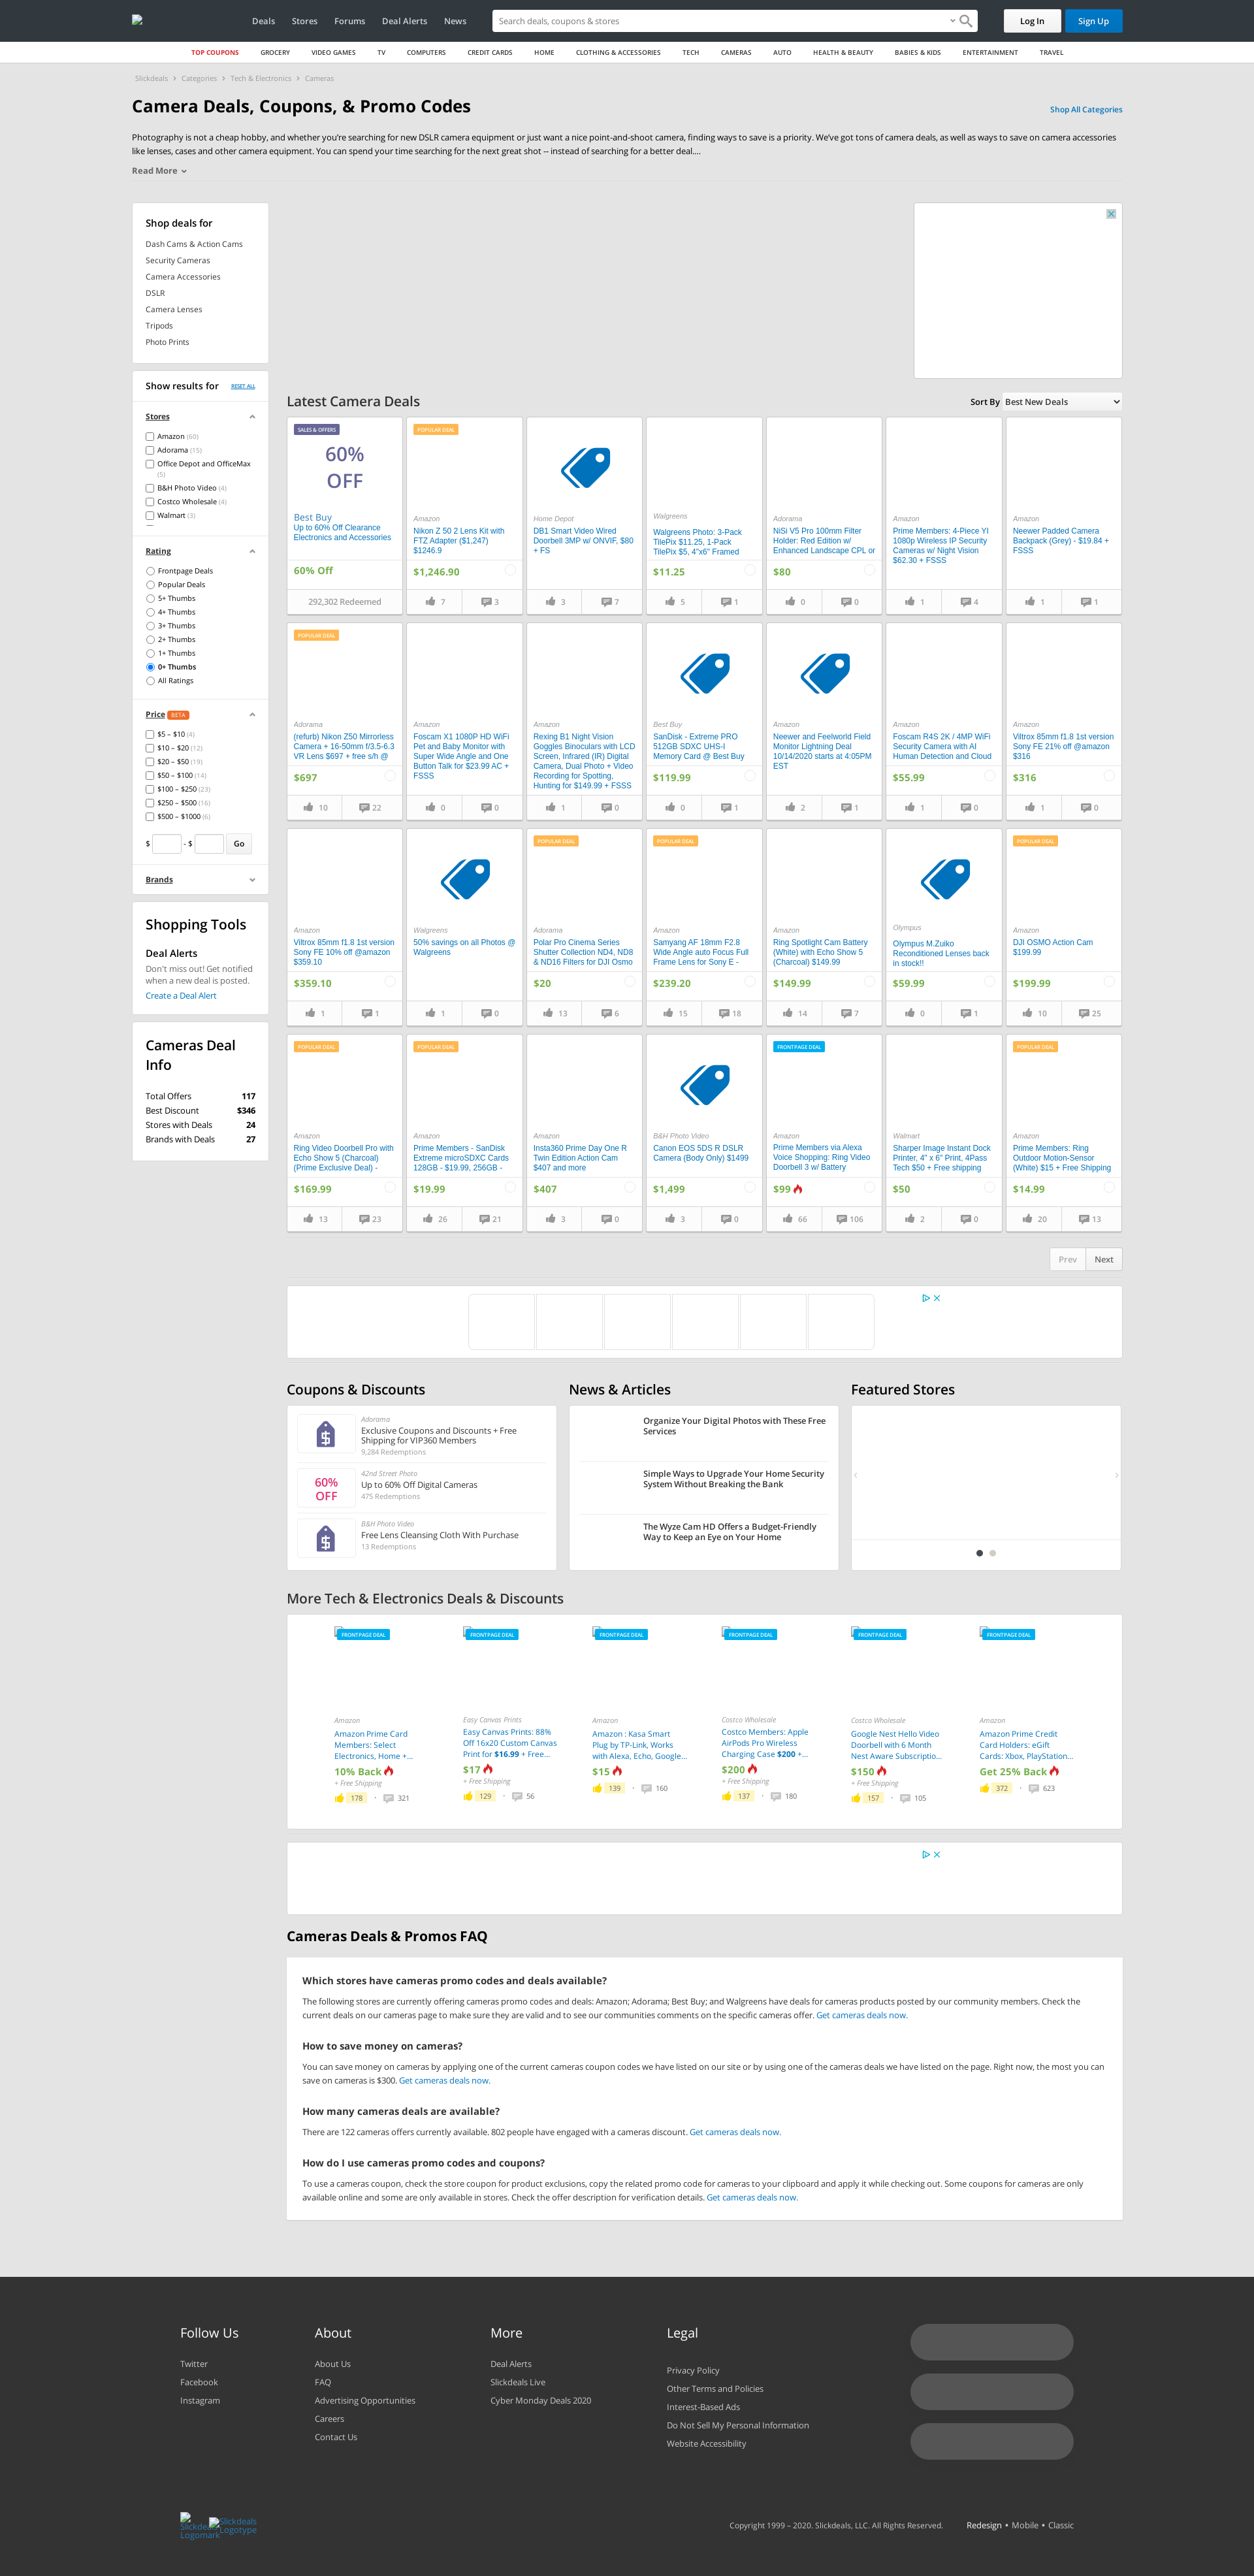 Deals
Stores
Forums
Deal Alerts
News
Search deals, coupons & stores
Log In
Sign Up
TOP COUPONS
GROCERY
VIDEO GAMES
TV
COMPUTERS
CREDIT CARDS
HOME
CLOTHING & ACCESSORIES
TECH
CAMERAS
AUTO
HEALTH & BEAUTY
BABIES & KIDS
ENTERTAINMENT
TRAVEL
Slickdeals › Categories › Tech & Electronics › Cameras
Camera Deals, Coupons, & Promo Codes
Shop All Categories
Photography is not a cheap hobby, and whether you're searching for new DSLR camera equipment or just want a nice point-and-shoot camera, finding ways to save is a priority. We've got tons of camera deals, as well as ways to save on camera accessories
like lenses, cases and other camera equipment. You can spend your time searching for the next great shot -- instead of searching for a better deal....
Read More
Shop deals for
Dash Cams & Action Cams
Security Cameras
Camera Accessories
DSLR
Camera Lenses
Tripods
Photo Prints
Show results for
RESET ALL
Stores
Amazon (60)
Adorama (15)
Office Depot and OfficeMax
(5)
B&H Photo Video (4)
Costco Wholesale (4)
Walmart (3)
Rating
Frontpage Deals
Popular Deals
5+ Thumbs
4+ Thumbs
3+ Thumbs
2+ Thumbs
1+ Thumbs
0+ Thumbs
All Ratings
Price BETA
$5 – $10 (4)
$10 – $20 (12)
$20 – $50 (19)
$50 – $100 (14)
$100 – $250 (23)
$250 – $500 (16)
$500 – $1000 (6)
$ - $ Go
Brands
Shopping Tools
Deal Alerts
Don't miss out! Get notified
when a new deal is posted.
Create a Deal Alert
Cameras Deal
Info
Total Offers 117
Best Discount $346
Stores with Deals 24
Brands with Deals 27
Latest Camera Deals
Sort By Best New Deals
SALES & OFFERS
60%
OFF
Best Buy
Up to 60% Off Clearance
Electronics and Accessories
60% Off
292,302 Redeemed
POPULAR DEAL
Amazon
Nikon Z 50 2 Lens Kit with
FTZ Adapter ($1,247)
$1246.9
$1,246.90
7 3
Home Depot
DB1 Smart Video Wired
Doorbell 3MP w/ ONVIF, $80
+ FS
3 7
Walgreens
Walgreens Photo: 3-Pack
TilePix $11.25, 1-Pack
TilePix $5, 4"x6" Framed
$11.25
5 1
Adorama
NiSi V5 Pro 100mm Filter
Holder: Red Edition w/
Enhanced Landscape CPL or
$80
0 0
Amazon
Prime Members: 4-Piece YI
1080p Wireless IP Security
Cameras w/ Night Vision
$62.30 + FSSS
1 4
Amazon
Neewer Padded Camera
Backpack (Grey) - $19.84 +
FSSS
1 1
POPULAR DEAL
Adorama
(refurb) Nikon Z50 Mirrorless
Camera + 16-50mm f/3.5-6.3
VR Lens $697 + free s/h @
$697
10 22
Amazon
Foscam X1 1080P HD WiFi
Pet and Baby Monitor with
Super Wide Angle and One
Button Talk for $23.99 AC +
FSSS
0 0
Amazon
Rexing B1 Night Vision
Goggles Binoculars with LCD
Screen, Infrared (IR) Digital
Camera, Dual Photo + Video
Recording for Spotting,
Hunting for $149.99 + FSSS
1 0
Best Buy
SanDisk - Extreme PRO
512GB SDXC UHS-I
Memory Card @ Best Buy
$119.99
0 1
Amazon
Neewer and Feelworld Field
Monitor Lightning Deal
10/14/2020 starts at 4:05PM
EST
2 1
Amazon
Foscam R4S 2K / 4MP WiFi
Security Camera with AI
Human Detection and Cloud
$55.99
1 0
Amazon
Viltrox 85mm f1.8 1st version
Sony FE 21% off @amazon
$316
$316
1 0
Amazon
Viltrox 85mm f1.8 1st version
Sony FE 10% off @amazon
$359.10
$359.10
1 1
Walgreens
50% savings on all Photos @
Walgreens
1 0
POPULAR DEAL
Adorama
Polar Pro Cinema Series
Shutter Collection ND4, ND8
& ND16 Filters for DJI Osmo
$20
13 6
POPULAR DEAL
Amazon
Samyang AF 18mm F2.8
Wide Angle auto Focus Full
Frame Lens for Sony E -
$239.20
15 18
Amazon
Ring Spotlight Cam Battery
(White) with Echo Show 5
(Charcoal) $149.99
$149.99
14 7
Olympus
Olympus M.Zuiko
Reconditioned Lenses back
in stock!!
$59.99
0 1
POPULAR DEAL
Amazon
DJI OSMO Action Cam
$199.99
$199.99
10 25
POPULAR DEAL
Amazon
Ring Video Doorbell Pro with
Echo Show 5 (Charcoal)
(Prime Exclusive Deal) -
$169.99
13 23
POPULAR DEAL
Amazon
Prime Members - SanDisk
Extreme microSDXC Cards
128GB - $19.99, 256GB -
$19.99
26 21
Amazon
Insta360 Prime Day One R
Twin Edition Action Cam
$407 and more
$407
3 0
B&H Photo Video
Canon EOS 5DS R DSLR
Camera (Body Only) $1499
$1,499
3 0
FRONTPAGE DEAL
Amazon
Prime Members via Alexa
Voice Shopping: Ring Video
Doorbell 3 w/ Battery
$99
66 106
Walmart
Sharper Image Instant Dock
Printer, 4" x 6" Print, 4Pass
Tech $50 + Free shipping
$50
2 0
POPULAR DEAL
Amazon
Prime Members: Ring
Outdoor Motion-Sensor
(White) $15 + Free Shipping
$14.99
20 13
Prev Next
Coupons & Discounts
Adorama
Exclusive Coupons and Discounts + Free
Shipping for VIP360 Members
9,284 Redemptions
60%
OFF
42nd Street Photo
Up to 60% Off Digital Cameras
475 Redemptions
B&H Photo Video
Free Lens Cleansing Cloth With Purchase
13 Redemptions
News & Articles
Organize Your Digital Photos with These Free
Services
Simple Ways to Upgrade Your Home Security
System Without Breaking the Bank
The Wyze Cam HD Offers a Budget-Friendly
Way to Keep an Eye on Your Home
Featured Stores
More Tech & Electronics Deals & Discounts
FRONTPAGE DEAL
Amazon
Amazon Prime Card
Members: Select
Electronics, Home +...
10% Back
+ Free Shipping
178 · 321
FRONTPAGE DEAL
Easy Canvas Prints
Easy Canvas Prints: 88%
Off 16x20 Custom Canvas
Print for $16.99 + Free...
$17
+ Free Shipping
129 · 56
FRONTPAGE DEAL
Amazon
Amazon : Kasa Smart
Plug by TP-Link, Works
with Alexa, Echo, Google...
$15
139 · 160
FRONTPAGE DEAL
Costco Wholesale
Costco Members: Apple
AirPods Pro Wireless
Charging Case $200 +...
$200
+ Free Shipping
137 · 180
FRONTPAGE DEAL
Costco Wholesale
Google Nest Hello Video
Doorbell with 6 Month
Nest Aware Subscriptio...
$150
+ Free Shipping
157 · 105
FRONTPAGE DEAL
Amazon
Amazon Prime Credit
Card Holders: eGift
Cards: Xbox, PlayStation...
Get 25% Back
372 · 623
Cameras Deals & Promos FAQ
Which stores have cameras promo codes and deals available?
The following stores are currently offering cameras promo codes and deals: Amazon; Adorama; Best Buy; and Walgreens have deals for cameras products posted by our community members. Check the
current deals on our cameras page to make sure they are valid and to see our communities comments on the specific cameras offer. Get cameras deals now.
How to save money on cameras?
You can save money on cameras by applying one of the current cameras coupon codes we have listed on our site or by using one of the cameras deals we have listed on the page. Right now, the most you can
save on cameras is $300. Get cameras deals now.
How many cameras deals are available?
There are 122 cameras offers currently available. 802 people have engaged with a cameras discount. Get cameras deals now.
How do I use cameras promo codes and coupons?
To use a cameras coupon, check the store coupon for product exclusions, copy the related promo code for cameras to your clipboard and apply it while checking out. Some coupons for cameras are only
available online and some are only available in stores. Check the offer description for verification details. Get cameras deals now.
Follow Us
Twitter
Facebook
Instagram
About
About Us
FAQ
Advertising Opportunities
Careers
Contact Us
More
Deal Alerts
Slickdeals Live
Cyber Monday Deals 2020
Legal
Privacy Policy
Other Terms and Policies
Interest-Based Ads
Do Not Sell My Personal Information
Website Accessibility
Slickdeals
Logomark
Slickdeals
Logotype
Copyright 1999 – 2020. Slickdeals, LLC. All Rights Reserved.
Redesign • Mobile • Classic